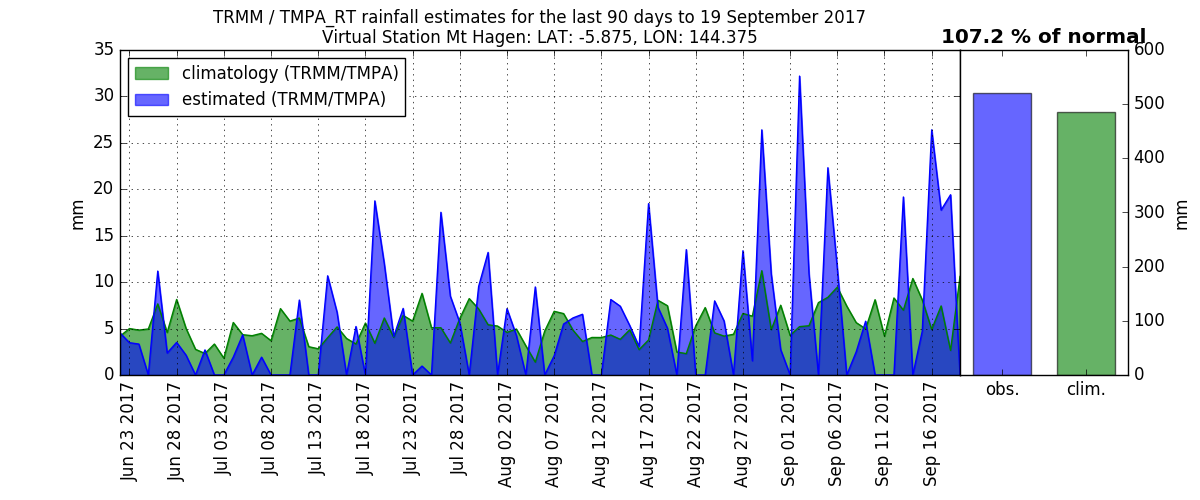 TRMM / TMPA_RT rainfall estimates for the last 90 days to 19 September 2017
Virtual Station Mt Hagen: LAT: -5.875, LON: 144.375
107.2 % of normal
climatology (TRMM/TMPA)
estimated (TRMM/TMPA)
mm
35
30
25
20
15
10
5
0
Jun 23 2017
Jun 28 2017
Jul 03 2017
Jul 08 2017
Jul 13 2017
Jul 18 2017
Jul 23 2017
Jul 28 2017
Aug 02 2017
Aug 07 2017
Aug 12 2017
Aug 17 2017
Aug 22 2017
Aug 27 2017
Sep 01 2017
Sep 06 2017
Sep 11 2017
Sep 16 2017
obs.
clim.
600
500
400
300
200
100
0
mm